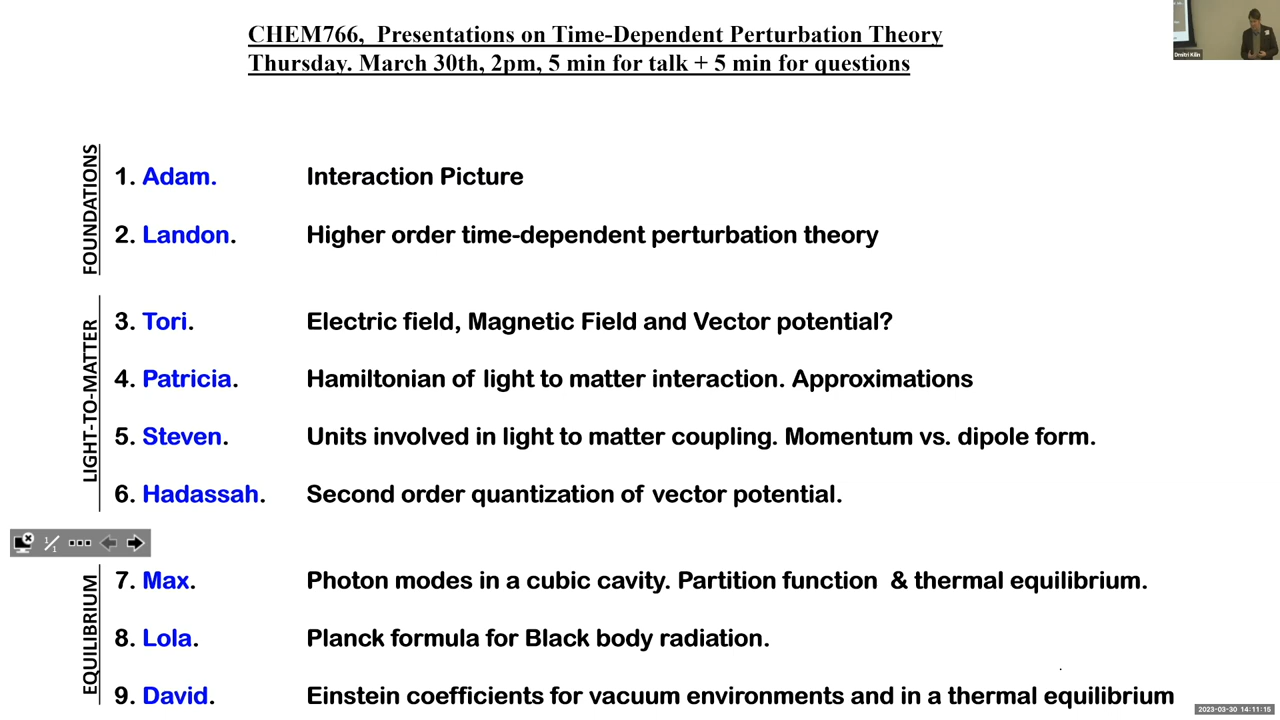 CHEM766, Presentations on Time-Dependent Perturbation Theory
Thursday. March 30th, 2pm, 5 min for talk + 5 min for questions
Dmitri Kilin
FOUNDATIONS
1. Adam. Interaction Picture
2. Landon. Higher order time-dependent perturbation theory
LIGHT-TO-MATTER
3. Tori. Electric field, Magnetic Field and Vector potential?
4. Patricia. Hamiltonian of light to matter interaction. Approximations
5. Steven. Units involved in light to matter coupling. Momentum vs. dipole form.
6. Hadassah. Second order quantization of vector potential.
1/1
EQUILIBRIUM
7. Max. Photon modes in a cubic cavity. Partition function & thermal equilibrium.
8. Lola. Planck formula for Black body radiation.
9. David. Einstein coefficients for vacuum environments and in a thermal equilibrium
2023-03-30 14:11:15